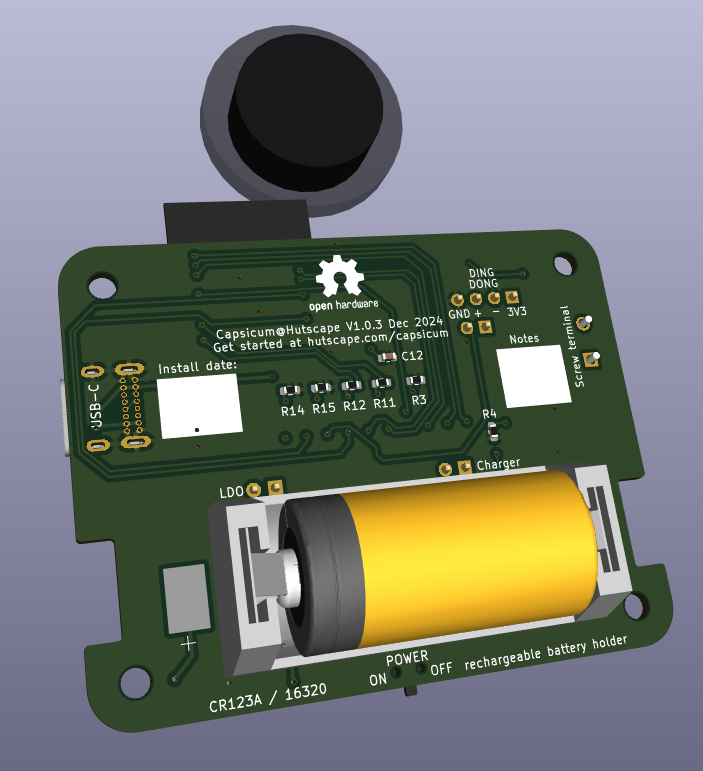 open hardware
DING
DONG
GND + - 3V3
Capsicum@Hutscape V1.0.3 Dec 2024
Get started at hutscape.com/capsicum
Screw terminal
Notes
Install date:
C12
USB-C
R14
R15
R12
R11
R3
R4
Charger
LDO
+
POWER
ON
OFF
rechargeable battery holder
CR123A / 16320